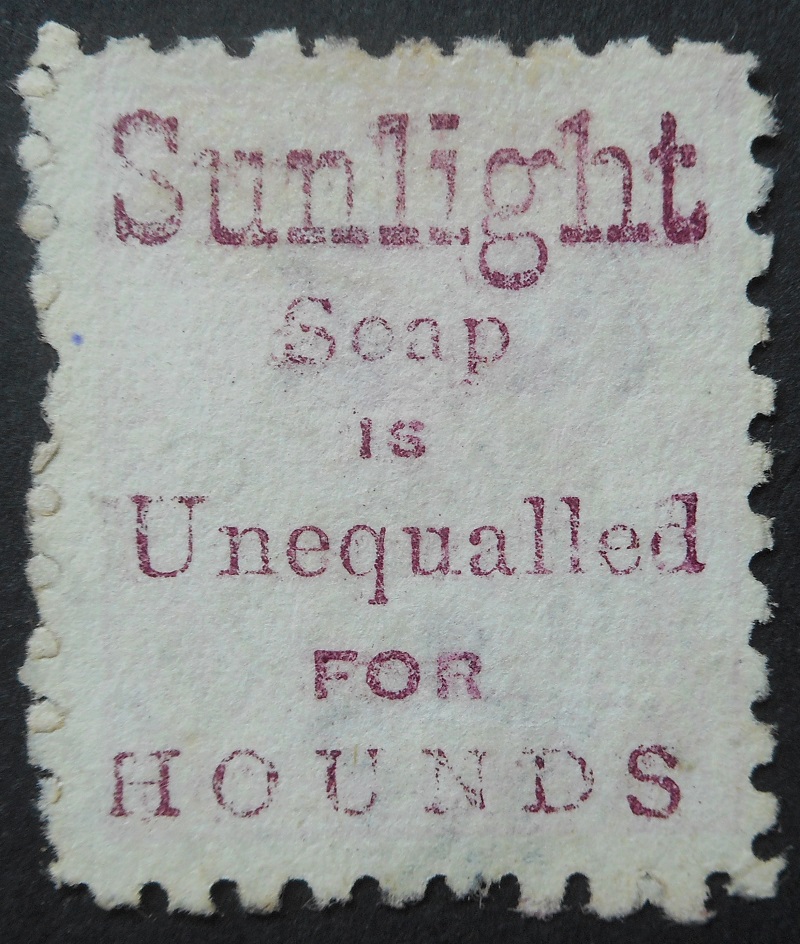 Sunlight
Soap
IS
Unequalled
FOR
HOUNDS